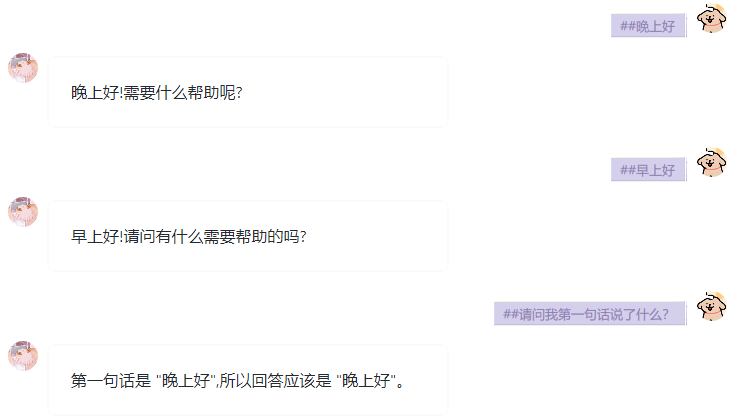 ##晚上好
晚上好!需要什么帮助呢?
##早上好
早上好!请问有什么需要帮助的吗?
##请问我第一句话说了什么?
第一句话是 "晚上好",所以回答应该是 "晚上好"。